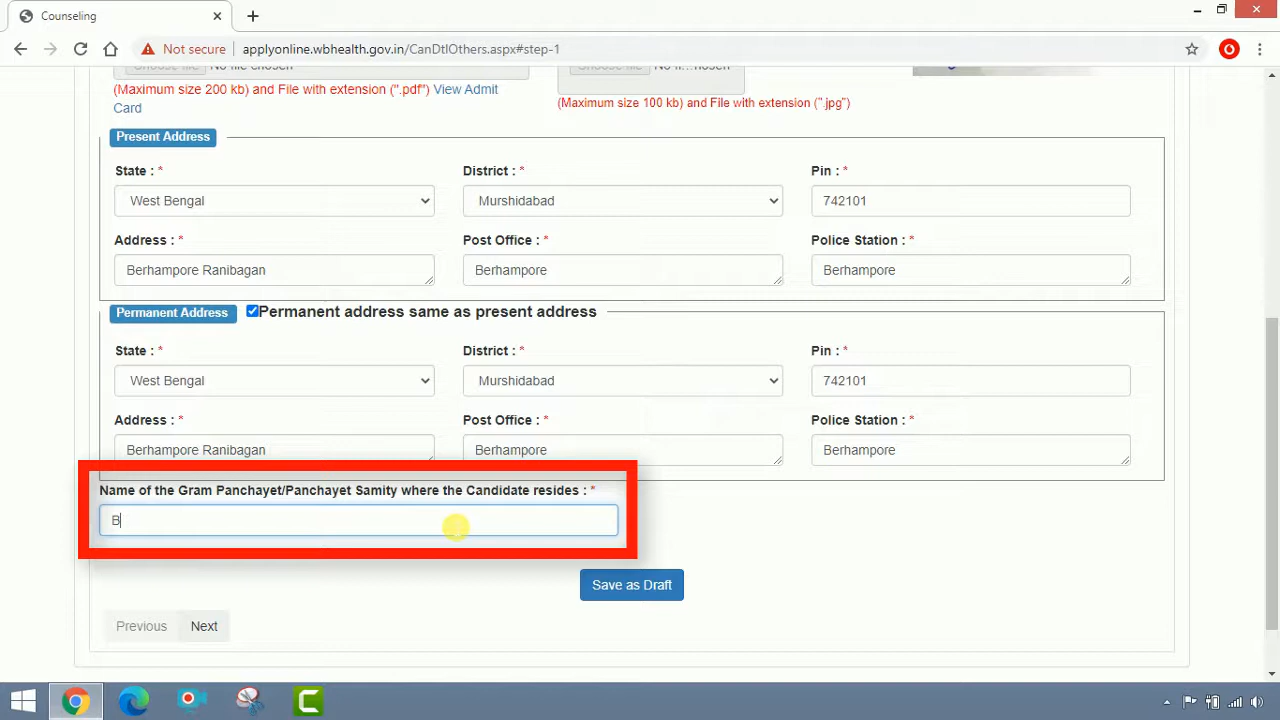 Counseling
Not secure applyonline.wbhealth.gov.in/CanDtlOthers.aspx#step-1
(Maximum size 200 kb) and File with extension (".pdf") View Admit
Card
(Maximum size 100 kb) and File with extension (".jpg")
Present Address
State : * District : * Pin : *
West Bengal Murshidabad 742101
Address : * Post Office : * Police Station : *
Berhampore Ranibagan Berhampore Berhampore
Permanent Address Permanent address same as present address
State : * District : * Pin : *
West Bengal Murshidabad 742101
Address : * Post Office : * Police Station : *
Berhampore Ranibagan Berhampore Berhampore
Name of the Gram Panchayet/Panchayet Samity where the Candidate resides : *
B
Save as Draft
Previous Next